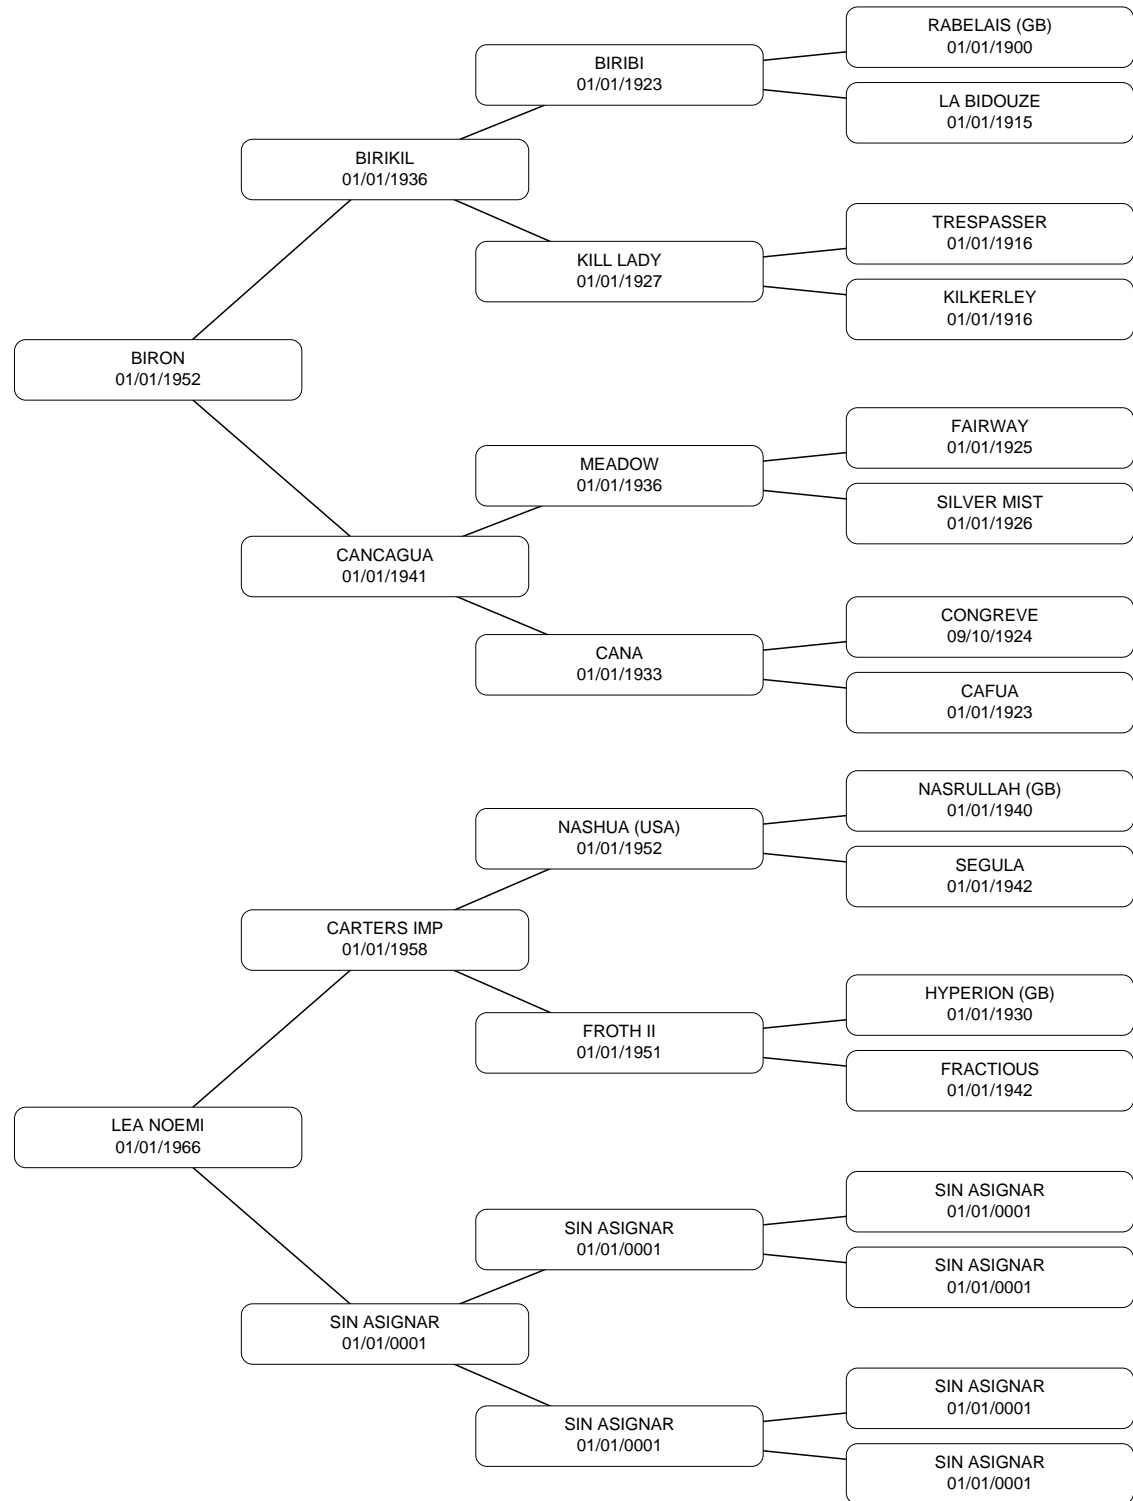 RABELAIS (GB)
01/01/1900
BIRIBI
01/01/1923
LA BIDOUZE
01/01/1915
BIRIKIL
01/01/1936
TRESPASSER
01/01/1916
KILL LADY
01/01/1927
KILKERLEY
01/01/1916
BIRON
01/01/1952
FAIRWAY
01/01/1925
MEADOW
01/01/1936
SILVER MIST
01/01/1926
CANCAGUA
01/01/1941
CONGREVE
09/10/1924
CANA
01/01/1933
CAFUA
01/01/1923
NASRULLAH (GB)
01/01/1940
NASHUA (USA)
01/01/1952
SEGULA
01/01/1942
CARTERS IMP
01/01/1958
HYPERION (GB)
01/01/1930
FROTH II
01/01/1951
FRACTIOUS
01/01/1942
LEA NOEMI
01/01/1966
SIN ASIGNAR
01/01/0001
SIN ASIGNAR
01/01/0001
SIN ASIGNAR
01/01/0001
SIN ASIGNAR
01/01/0001
SIN ASIGNAR
01/01/0001
SIN ASIGNAR
01/01/0001
SIN ASIGNAR
01/01/0001